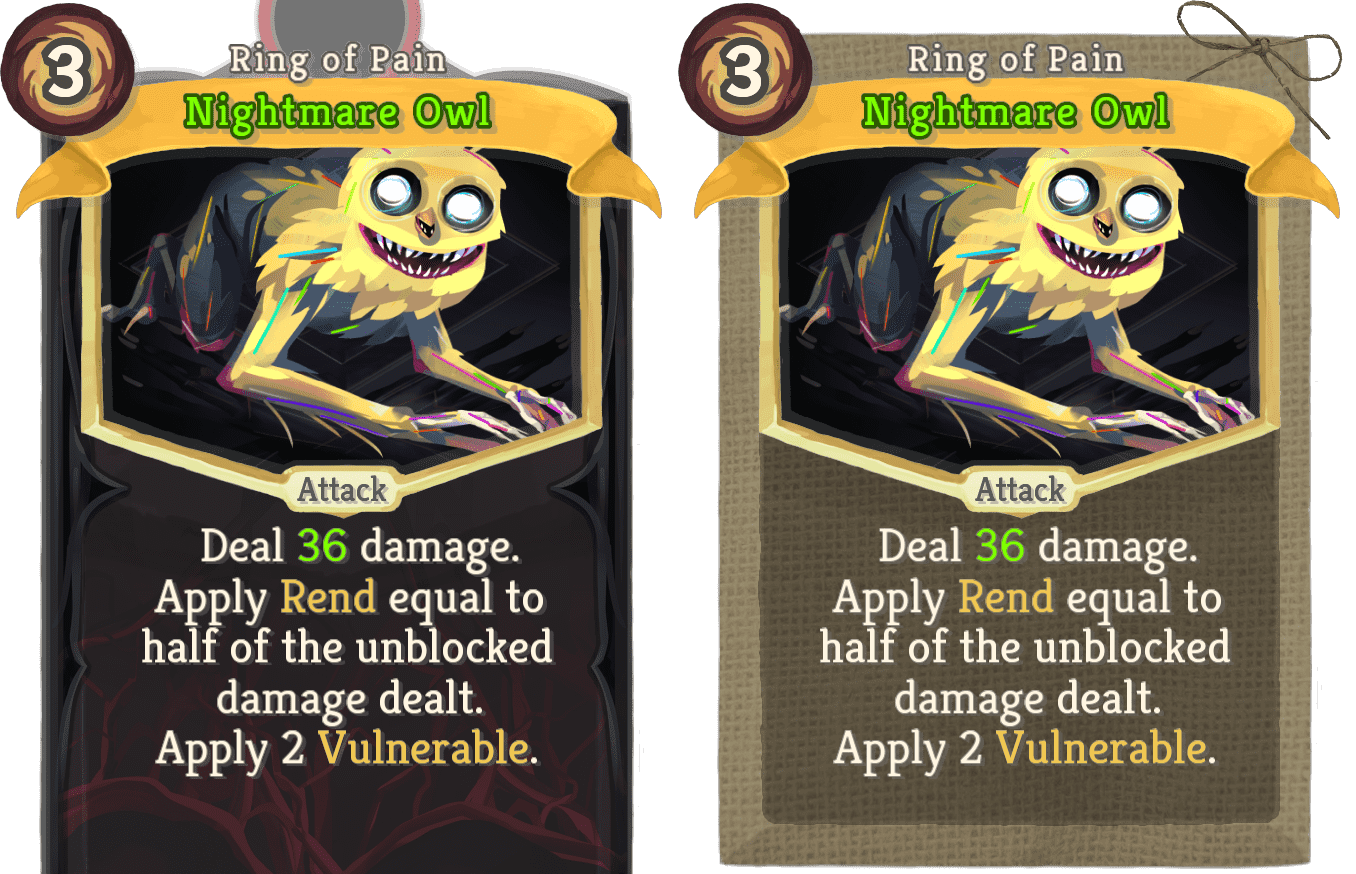 3
Ring of Pain
Nightmare Owl
Attack
Deal 36 damage.
Apply Rend equal to
half of the unblocked
damage dealt.
Apply 2 Vulnerable.
3
Ring of Pain
Nightmare Owl
Attack
Deal 36 damage.
Apply Rend equal to
half of the unblocked
damage dealt.
Apply 2 Vulnerable.